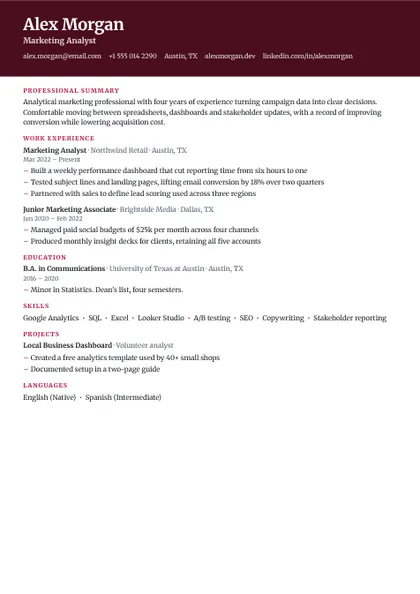 Alex Morgan
Marketing Analyst
alex.morgan@email.com +1 555 014 2290 Austin, TX alexmorgan.dev linkedin.com/in/alexmorgan
PROFESSIONAL SUMMARY
Analytical marketing professional with four years of experience turning campaign data into clear decisions.
Comfortable moving between spreadsheets, dashboards and stakeholder updates, with a record of improving
conversion while lowering acquisition cost.
WORK EXPERIENCE
Marketing Analyst · Northwind Retail · Austin, TX
Mar 2022 – Present
– Built a weekly performance dashboard that cut reporting time from six hours to one
– Tested subject lines and landing pages, lifting email conversion by 18% over two quarters
– Partnered with sales to define lead scoring used across three regions
Junior Marketing Associate · Brightside Media · Dallas, TX
Jan 2020 – Feb 2022
– Managed paid social budgets of $25k per month across four channels
– Produced monthly insight decks for clients, retaining all five accounts
EDUCATION
B.A. in Communications · University of Texas at Austin · Austin, TX
2016 – 2020
– Minor in Statistics. Dean's list, four semesters.
SKILLS
Google Analytics • SQL • Excel • Looker Studio • A/B testing • SEO • Copywriting • Stakeholder reporting
PROJECTS
Local Business Dashboard · Volunteer analyst
– Created a free analytics template used by 40+ small shops
– Documented setup in a two-page guide
LANGUAGES
English (Native) • Spanish (Intermediate)